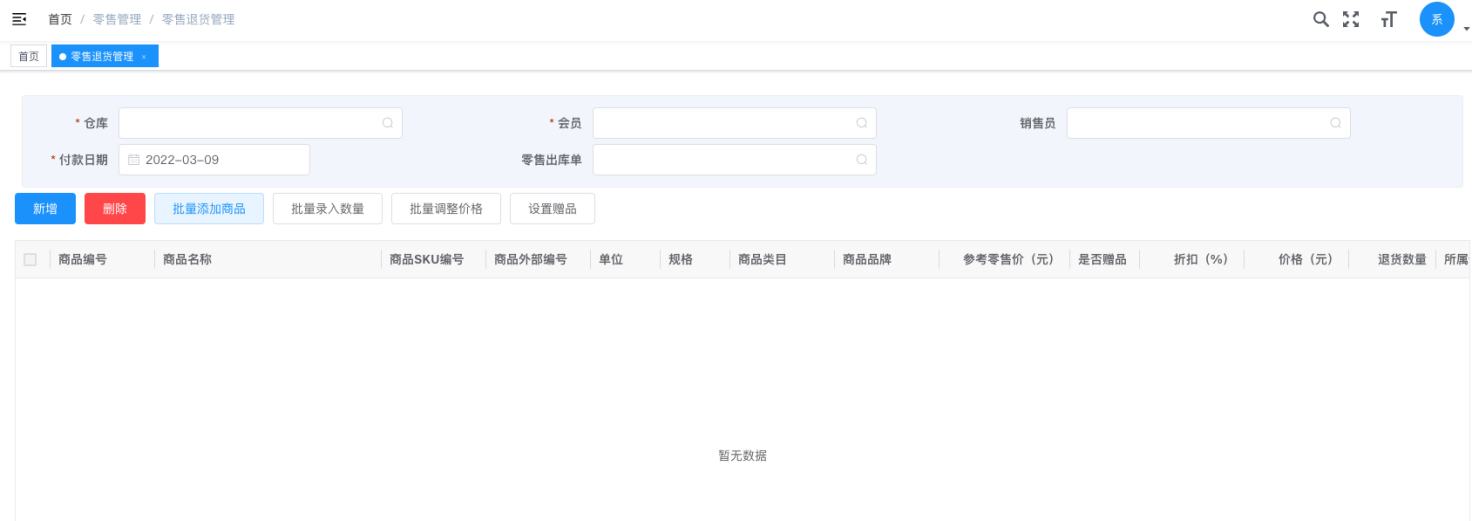 首页 / 零售管理 / 零售退货管理
系
首页 零售退货管理 ×
* 仓库 * 会员 销售员
* 付款日期 2022-03-09 零售出库单
新增 删除 批量添加商品 批量录入数量 批量调整价格 设置赠品
商品编号 商品名称 商品SKU编号 商品外部编号 单位 规格 商品类目 商品品牌 参考零售价（元） 是否赠品 折扣（%） 价格（元） 退货数量 所属
暂无数据